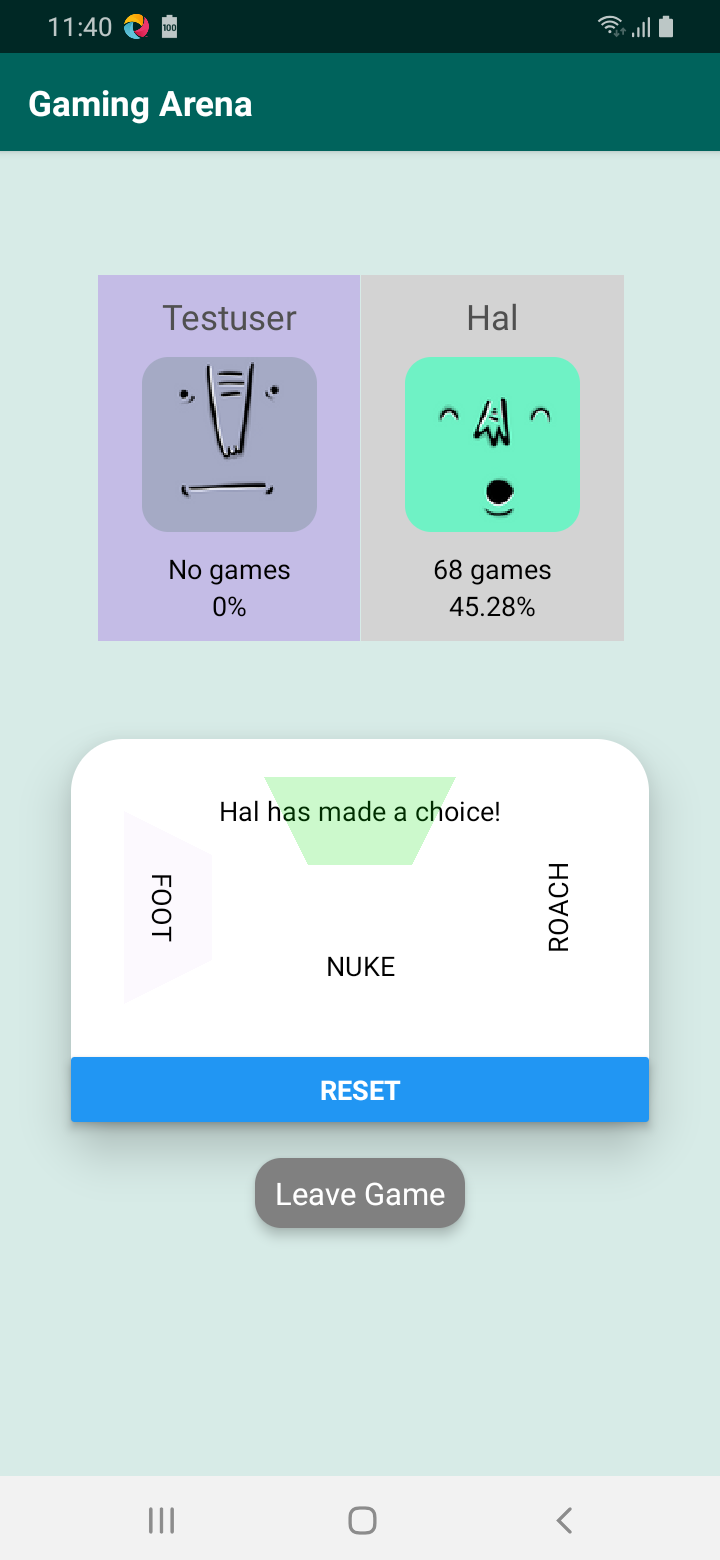 11:40
100
Gaming Arena
Testuser
Hal
No games
0%
68 games
45.28%
Hal has made a choice!
FOOT
ROACH
NUKE
RESET
Leave Game